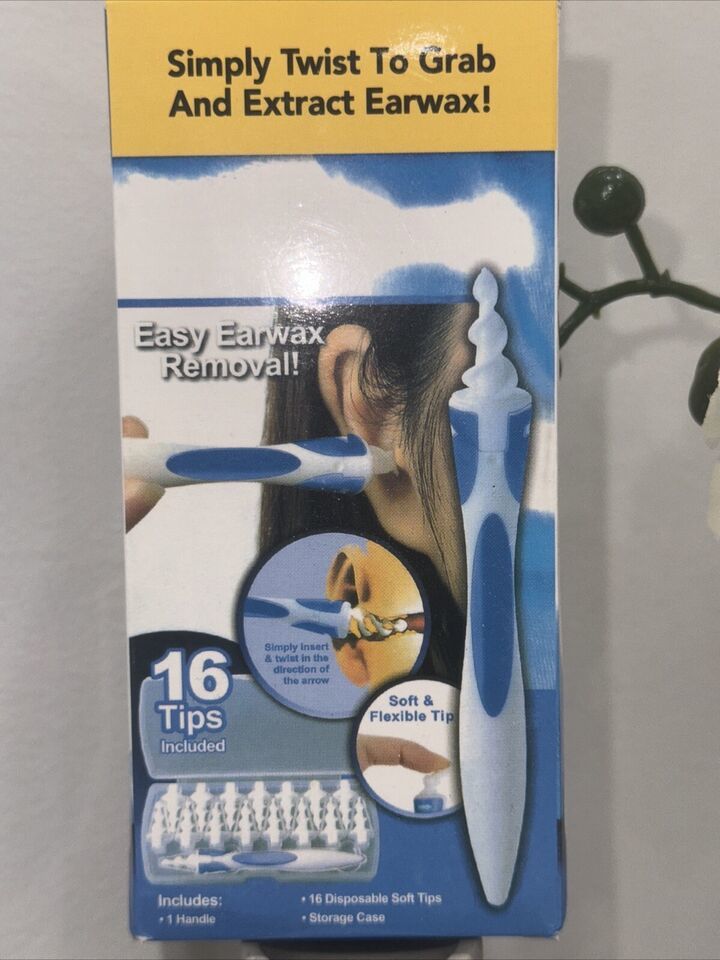 Simply Twist To Grab
And Extract Earwax!
Easy Earwax
Removal!
Simply insert
& twist in the
direction of
the arrow
16
Tips
Included
Soft &
Flexible Tip
Includes:
• 1 Handle
• 16 Disposable Soft Tips
• Storage Case